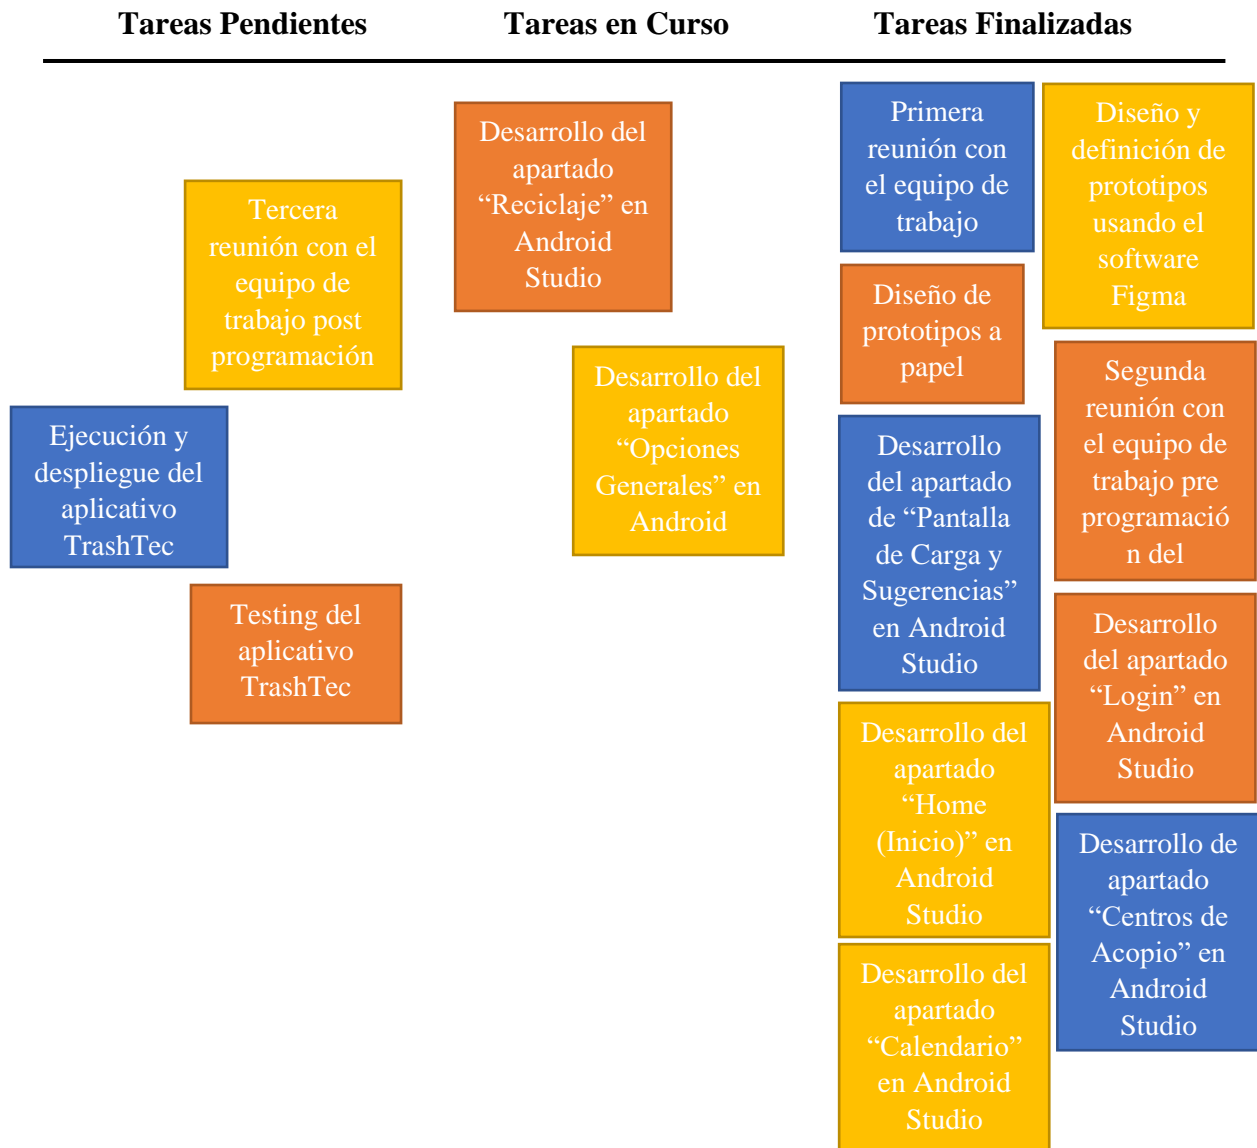 Tareas Pendientes
Tareas en Curso
Tareas Finalizadas
Tercera
reunión con el
equipo de
trabajo post
programación
Ejecución y
despliegue del
aplicativo
TrashTec
Testing del
aplicativo
TrashTec
Desarrollo del
apartado
“Reciclaje” en
Android
Studio
Desarrollo del
apartado
“Opciones
Generales” en
Android
Primera
reunión con
el equipo de
trabajo
Diseño de
prototipos a
papel
Desarrollo
del apartado
de “Pantalla
de Carga y
Sugerencias”
en Android
Studio
Desarrollo del
apartado
“Home
(Inicio)” en
Android
Studio
Desarrollo del
apartado
“Calendario”
en Android
Studio
Diseño y
definición de
prototipos
usando el
software
Figma
Segunda
reunión con
el equipo de
trabajo pre
programació
n del
Desarrollo
del apartado
“Login” en
Android
Studio
Desarrollo de
apartado
“Centros de
Acopio” en
Android
Studio